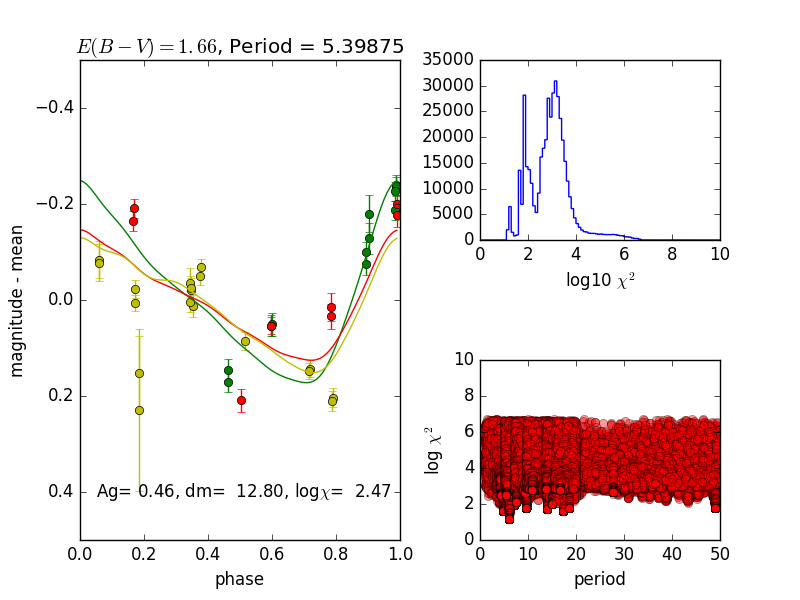 E(B − V) = 1.66, Period = 5.39875
magnitude - mean
−0.4
−0.2
0.0
0.2
0.4
Ag= 0.46, dm= 12.80, logχ= 2.47
0.0 0.2 0.4 0.6 0.8 1.0
phase
35000
30000
25000
20000
15000
10000
5000
0
0 2 4 6 8 10
log10 χ²
log χ²
10
8
6
4
2
0
0 10 20 30 40 50
period